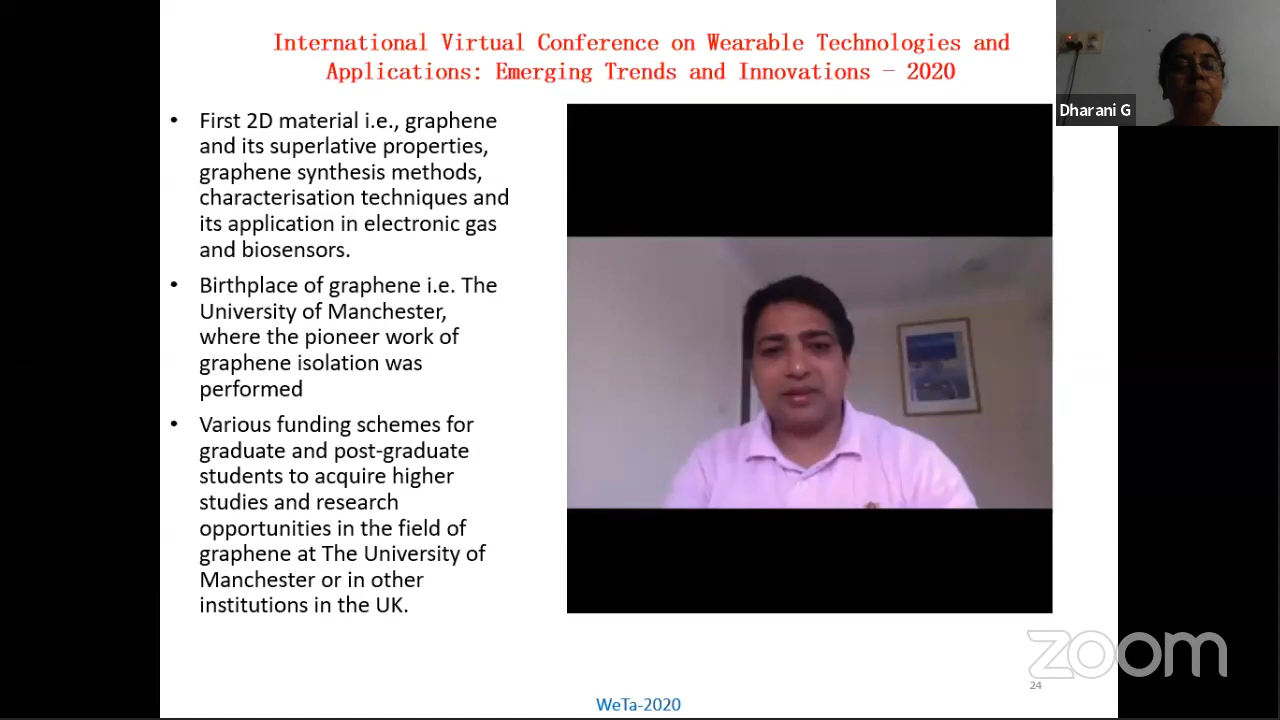 International Virtual Conference on Wearable Technologies and
Applications: Emerging Trends and Innovations – 2020
Dharani G
• First 2D material i.e., graphene
and its superlative properties,
graphene synthesis methods,
characterisation techniques and
its application in electronic gas
and biosensors.
• Birthplace of graphene i.e. The
University of Manchester,
where the pioneer work of
graphene isolation was
performed
• Various funding schemes for
graduate and post-graduate
students to acquire higher
studies and research
opportunities in the field of
graphene at The University of
Manchester or in other
institutions in the UK.
zoom
24
WeTa-2020